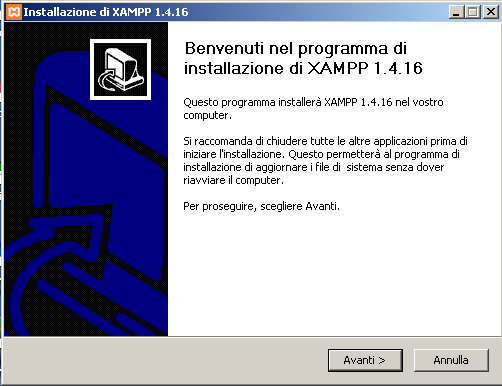 Installazione di XAMPP 1.4.16
Benvenuti nel programma di
installazione di XAMPP 1.4.16
Questo programma installerà XAMPP 1.4.16 nel vostro
computer.
Si raccomanda di chiudere tutte le altre applicazioni prima di
iniziare l'installazione. Questo permetterà al programma di
installazione di aggiornare i file di  sistema senza dover
riavviare il computer.
Per proseguire, scegliere Avanti.
Avanti >
Annulla